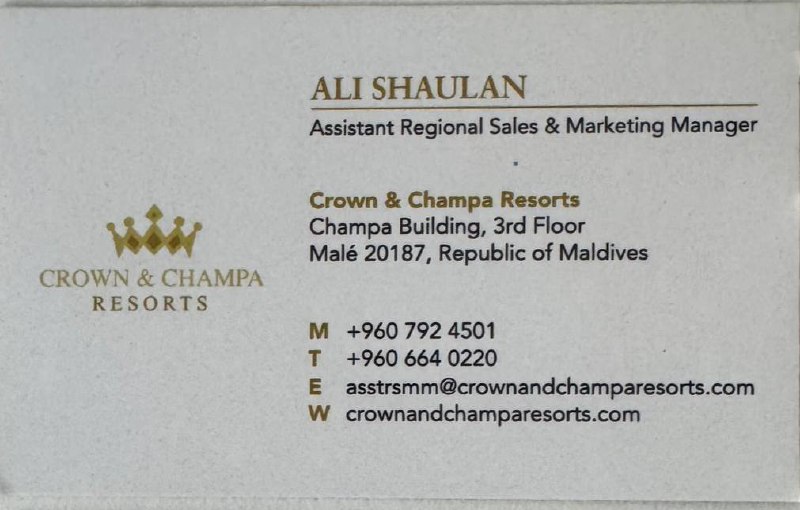 ALI SHAULAN
Assistant Regional Sales & Marketing Manager
Crown & Champa Resorts
Champa Building, 3rd Floor
Malé 20187, Republic of Maldives
CROWN & CHAMPA
RESORTS
M +960 792 4501
T +960 664 0220
E asstrsmm@crownandchamparesorts.com
W crownandchamparesorts.com